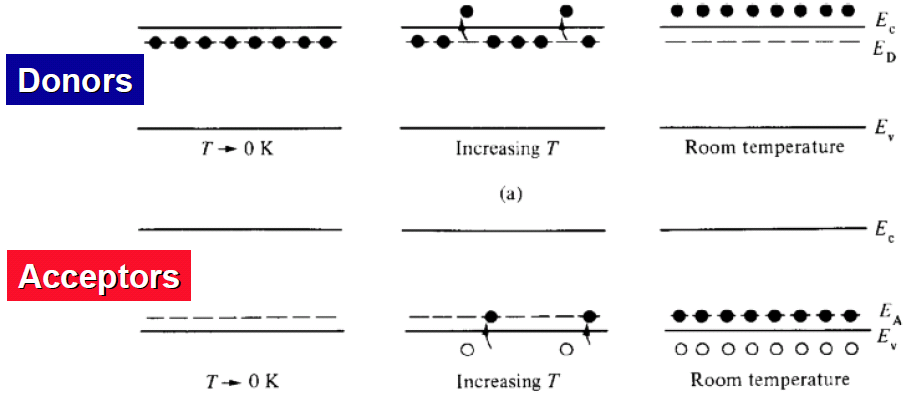 E_c
E_D
Donors
E_v
T → 0 K
Increasing T
Room temperature
(a)
E_c
Acceptors
E_A
E_v
T → 0 K
Increasing T
Room temperature